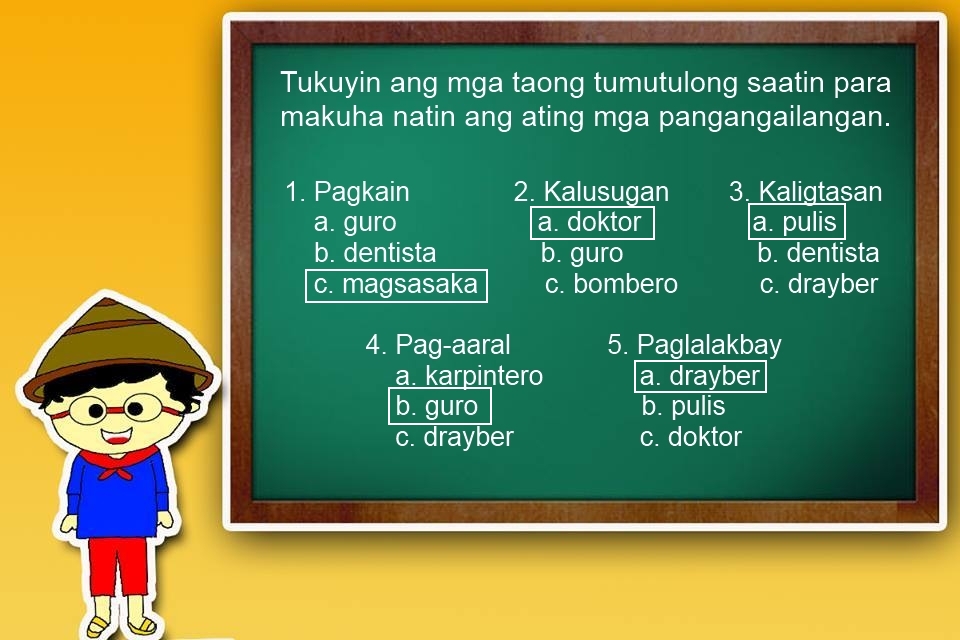 Tukuyin ang mga taong tumutulong saatin para
makuha natin ang ating mga pangangailangan.
1. Pagkain
a. guro
b. dentista
c. magsasaka
2. Kalusugan
a. doktor
b. guro
c. bombero
3. Kaligtasan
a. pulis
b. dentista
c. drayber
4. Pag-aaral
a. karpintero
b. guro
c. drayber
5. Paglalakbay
a. drayber
b. pulis
c. doktor